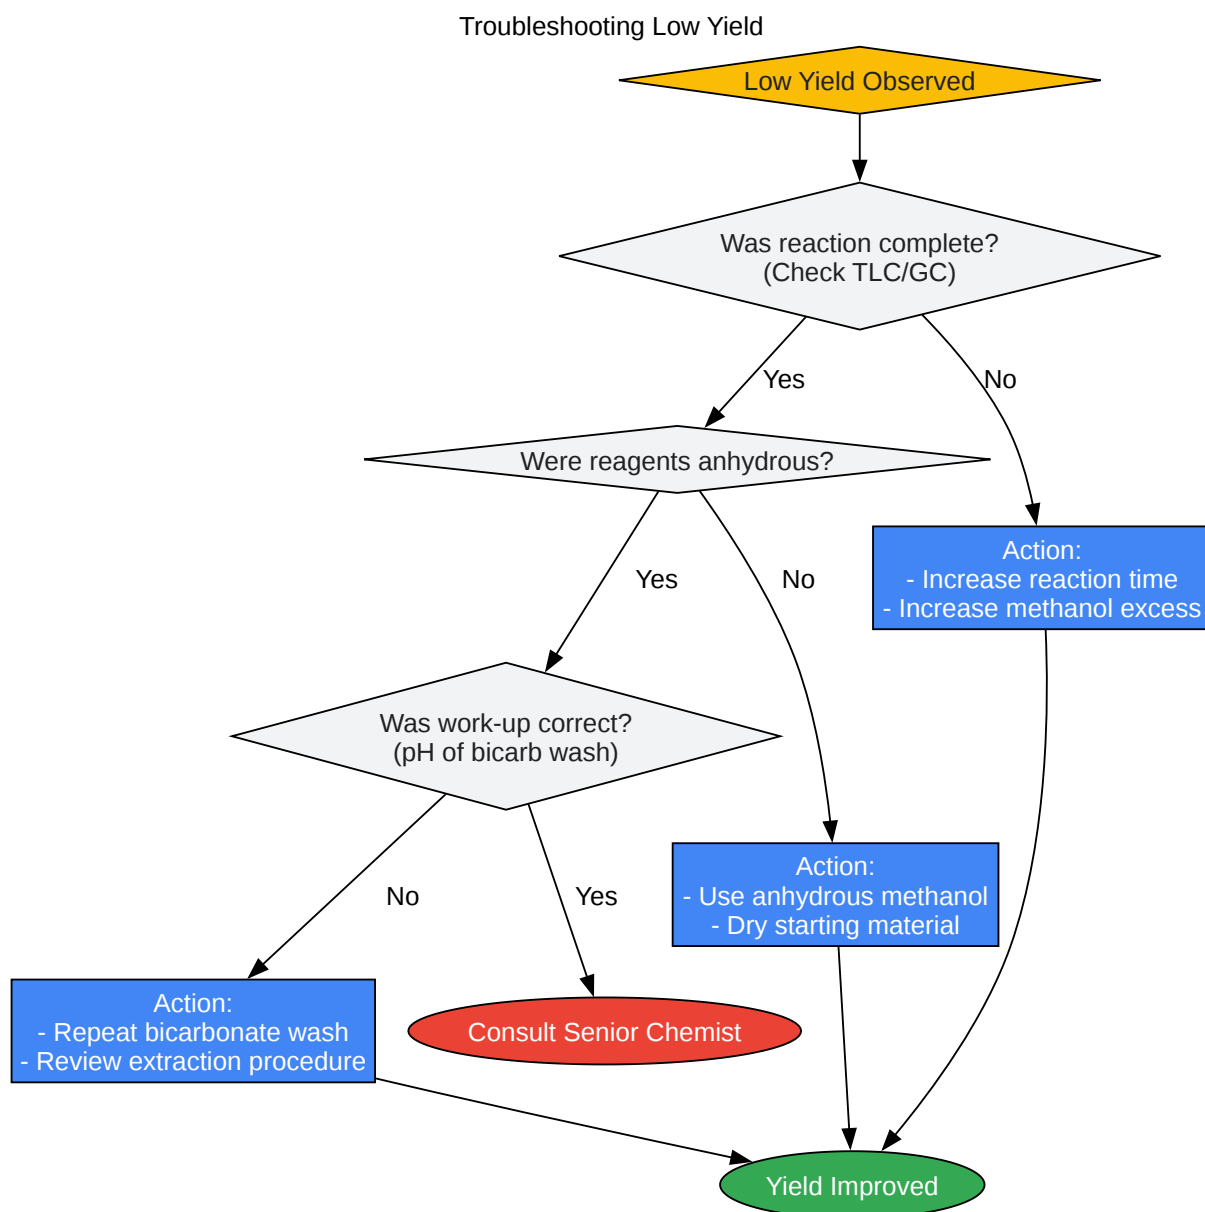 Troubleshooting Low Yield
Low Yield Observed
Was reaction complete?
(Check TLC/GC)
Yes
No
Were reagents anhydrous?
Action:
- Increase reaction time
- Increase methanol excess
Yes
No
Was work-up correct?
(pH of bicarb wash)
Action:
- Use anhydrous methanol
- Dry starting material
No
Yes
Action:
- Repeat bicarbonate wash
- Review extraction procedure
Consult Senior Chemist
Yield Improved